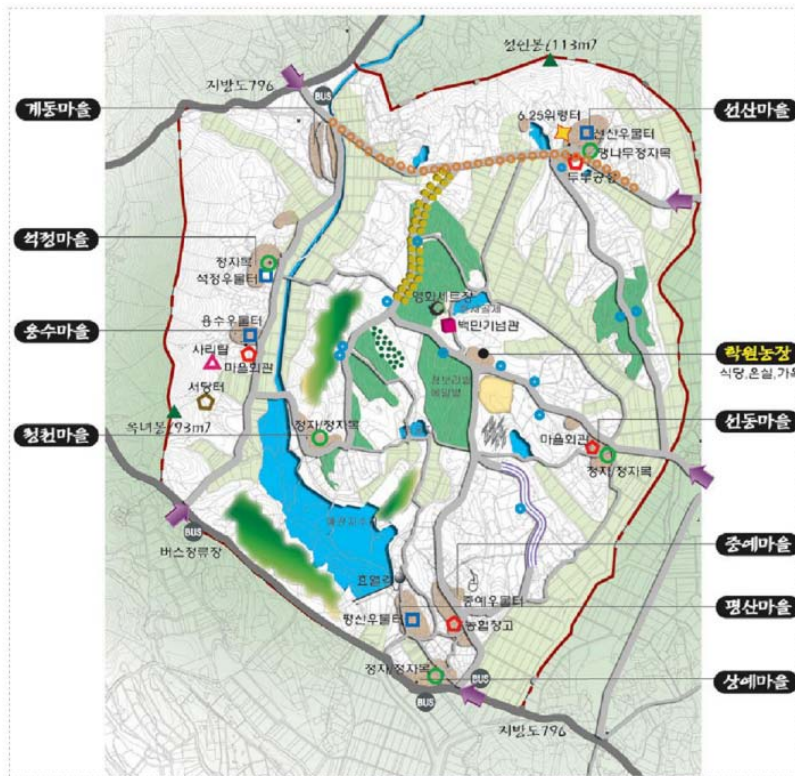 성인봉(113m)
지방도796
BUS
계동마을
6.25위령터
선산마을
선산우물터
팽나무정자목
석정마을
정자목
석정우물터
영화세트장
용수우물터
용수마을
백민기념관
사리탑
마을회관
학원농장
서당터
식당,온실,가
옥녀봉(93m)
청보리밭
메밀밭
선동마을
청천마을
정자/정자목
마을회관
정자/정자목
BUS
버스정류장
중예마을
중예우물터
평산마을
평산우물터
농협창고
정자/정자목
BUS
상예마을
BUS
지방도796